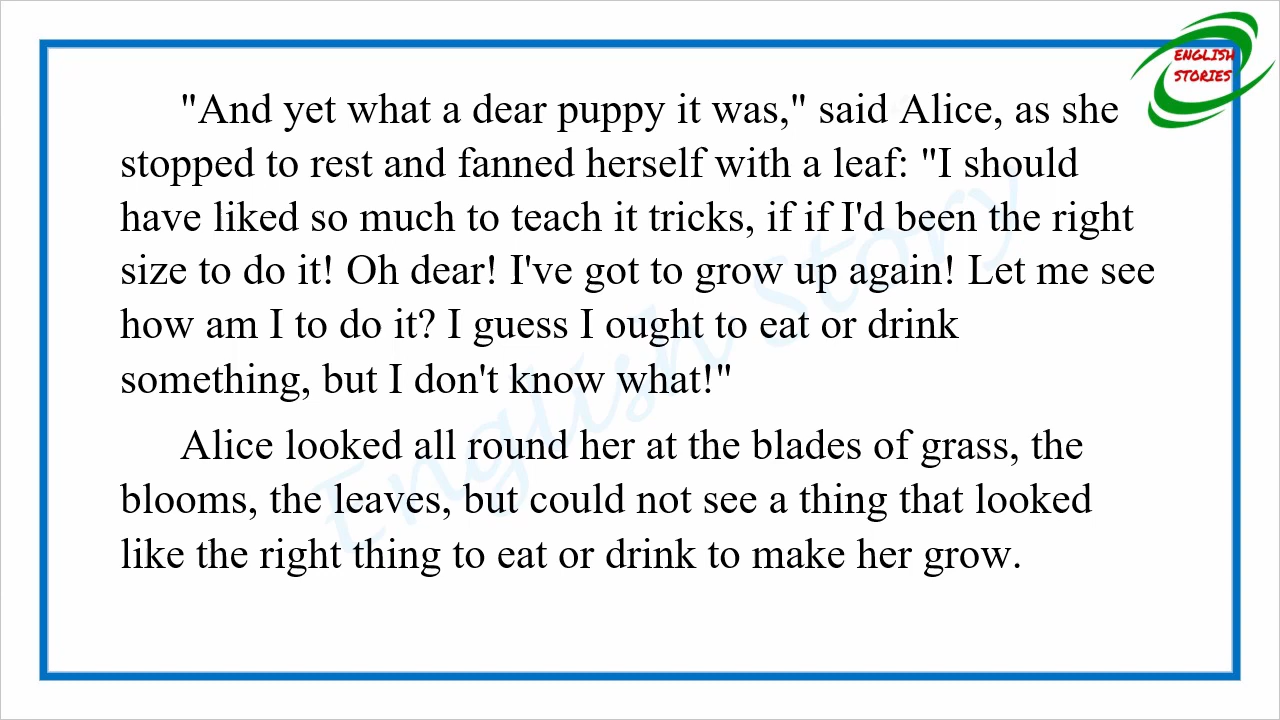 ENGLISH
STORIES
"And yet what a dear puppy it was," said Alice, as she
stopped to rest and fanned herself with a leaf: "I should
have liked so much to teach it tricks, if if I'd been the right
size to do it! Oh dear! I've got to grow up again! Let me see
how am I to do it? I guess I ought to eat or drink
something, but I don't know what!"
Alice looked all round her at the blades of grass, the
blooms, the leaves, but could not see a thing that looked
like the right thing to eat or drink to make her grow.
English Story